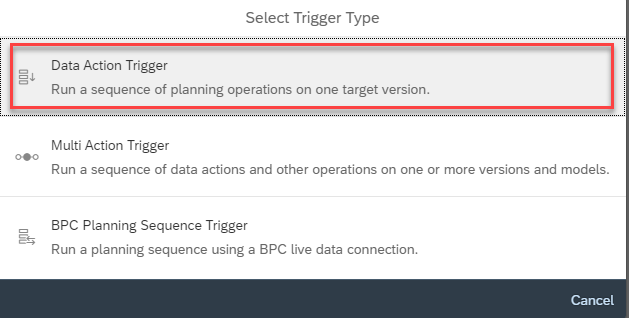 Select Trigger Type
Data Action Trigger
Run a sequence of planning operations on one target version.
Multi Action Trigger
Run a sequence of data actions and other operations on one or more versions and models.
BPC Planning Sequence Trigger
Run a planning sequence using a BPC live data connection.
Cancel